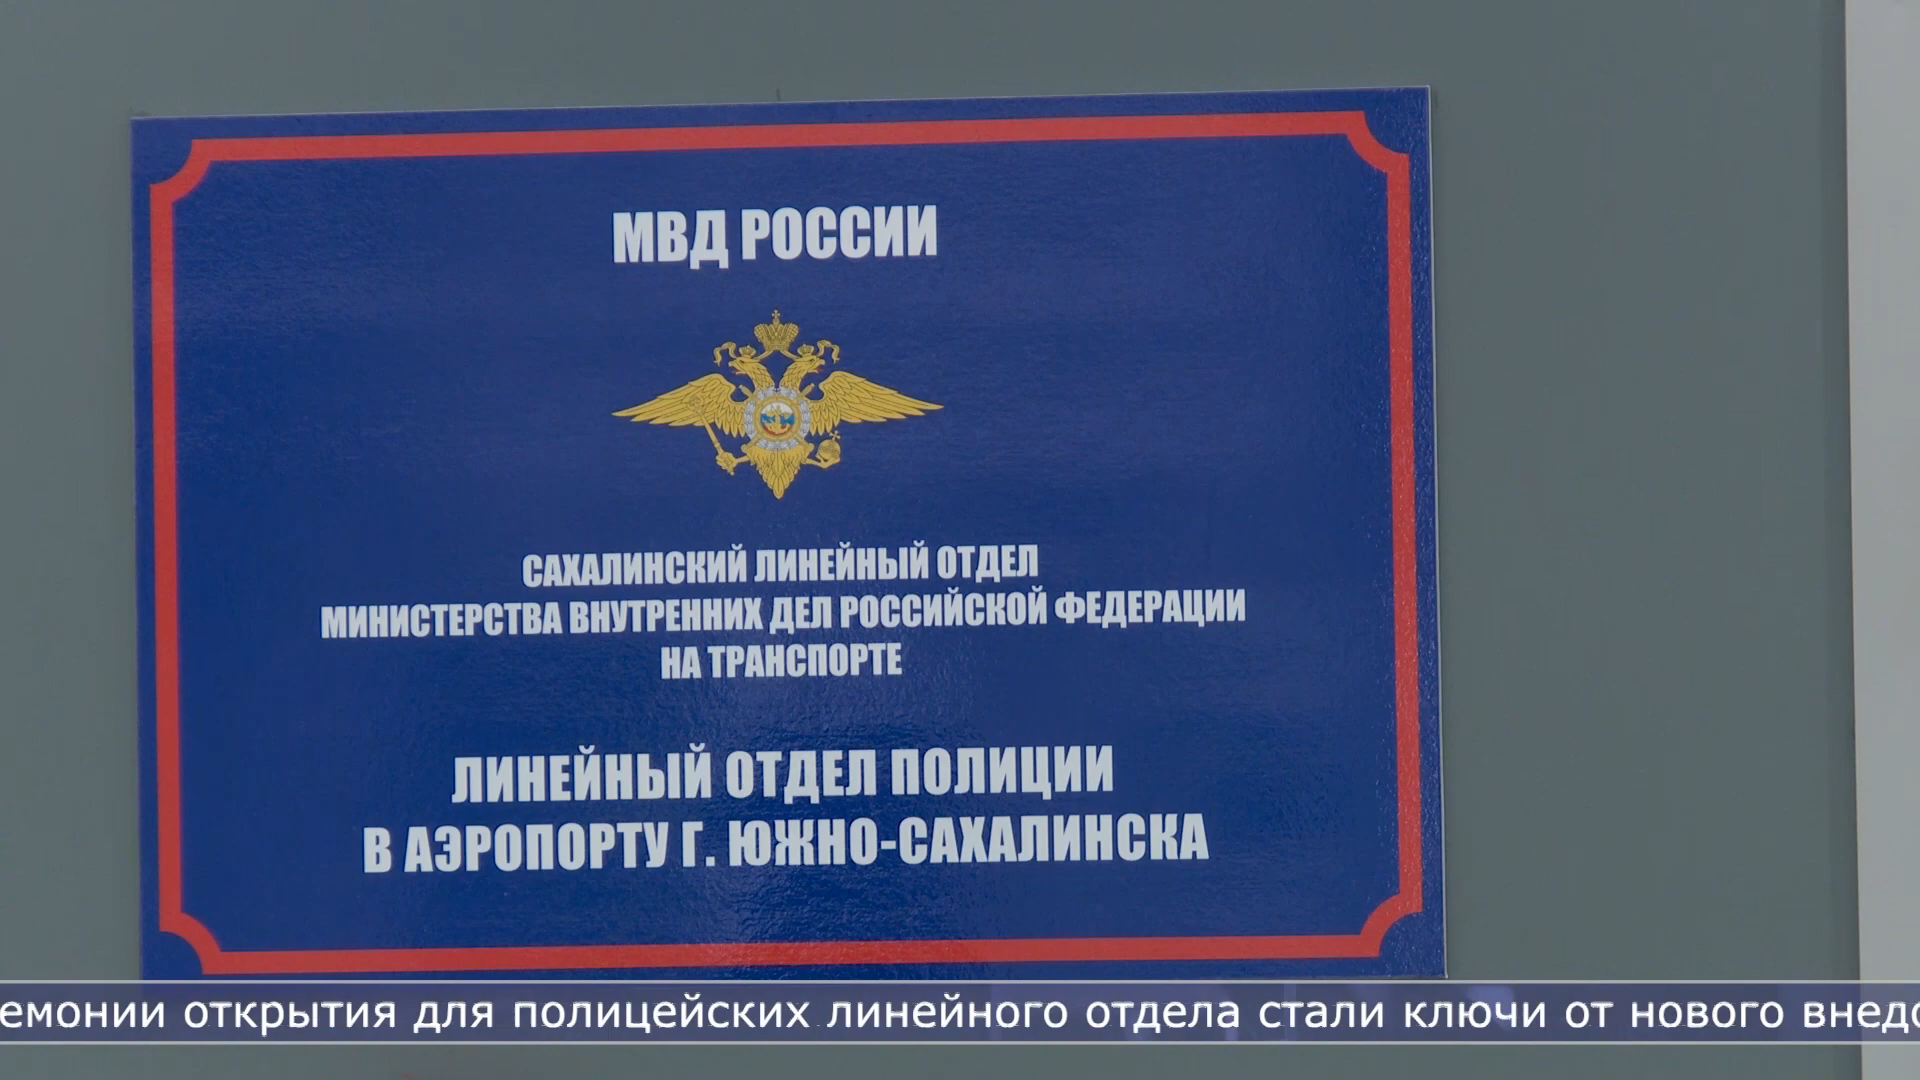 МВД РОССИИ
САХАЛИНСКИЙ ЛИНЕЙНЫЙ ОТДЕЛ
МИНИСТЕРСТВА ВНУТРЕННИХ ДЕЛ РОССИЙСКОЙ ФЕДЕРАЦИИ
НА ТРАНСПОРТЕ
ЛИНЕЙНЫЙ ОТДЕЛ ПОЛИЦИИ
В АЭРОПОРТУ Г. ЮЖНО-САХАЛИНСКА
емонии открытия для полицейских линейного отдела стали ключи от нового внедо